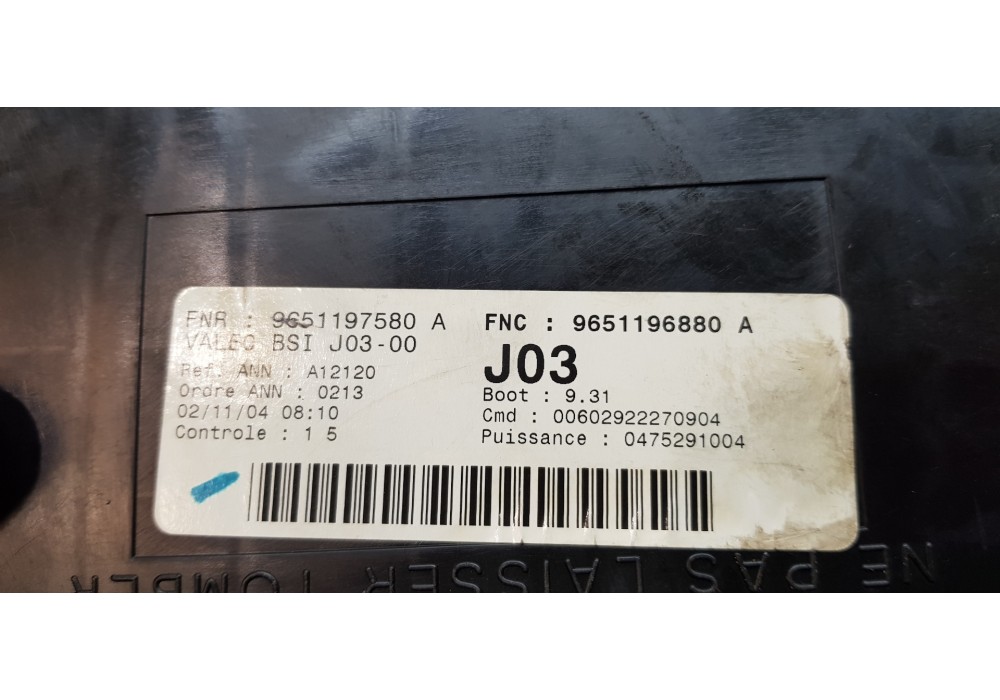 FNR : 9651197580 A
VALEO BSI J03-00
Ref. ANN : A12120
Ordre ANN : 0213
02/11/04 08:10
Controle : 1 5
FNC : 9651196880 A
J03
Boot : 9.31
Cmd : 00602922270904
Puissance : 0475291004
NE PAS LAISSER TOMBER